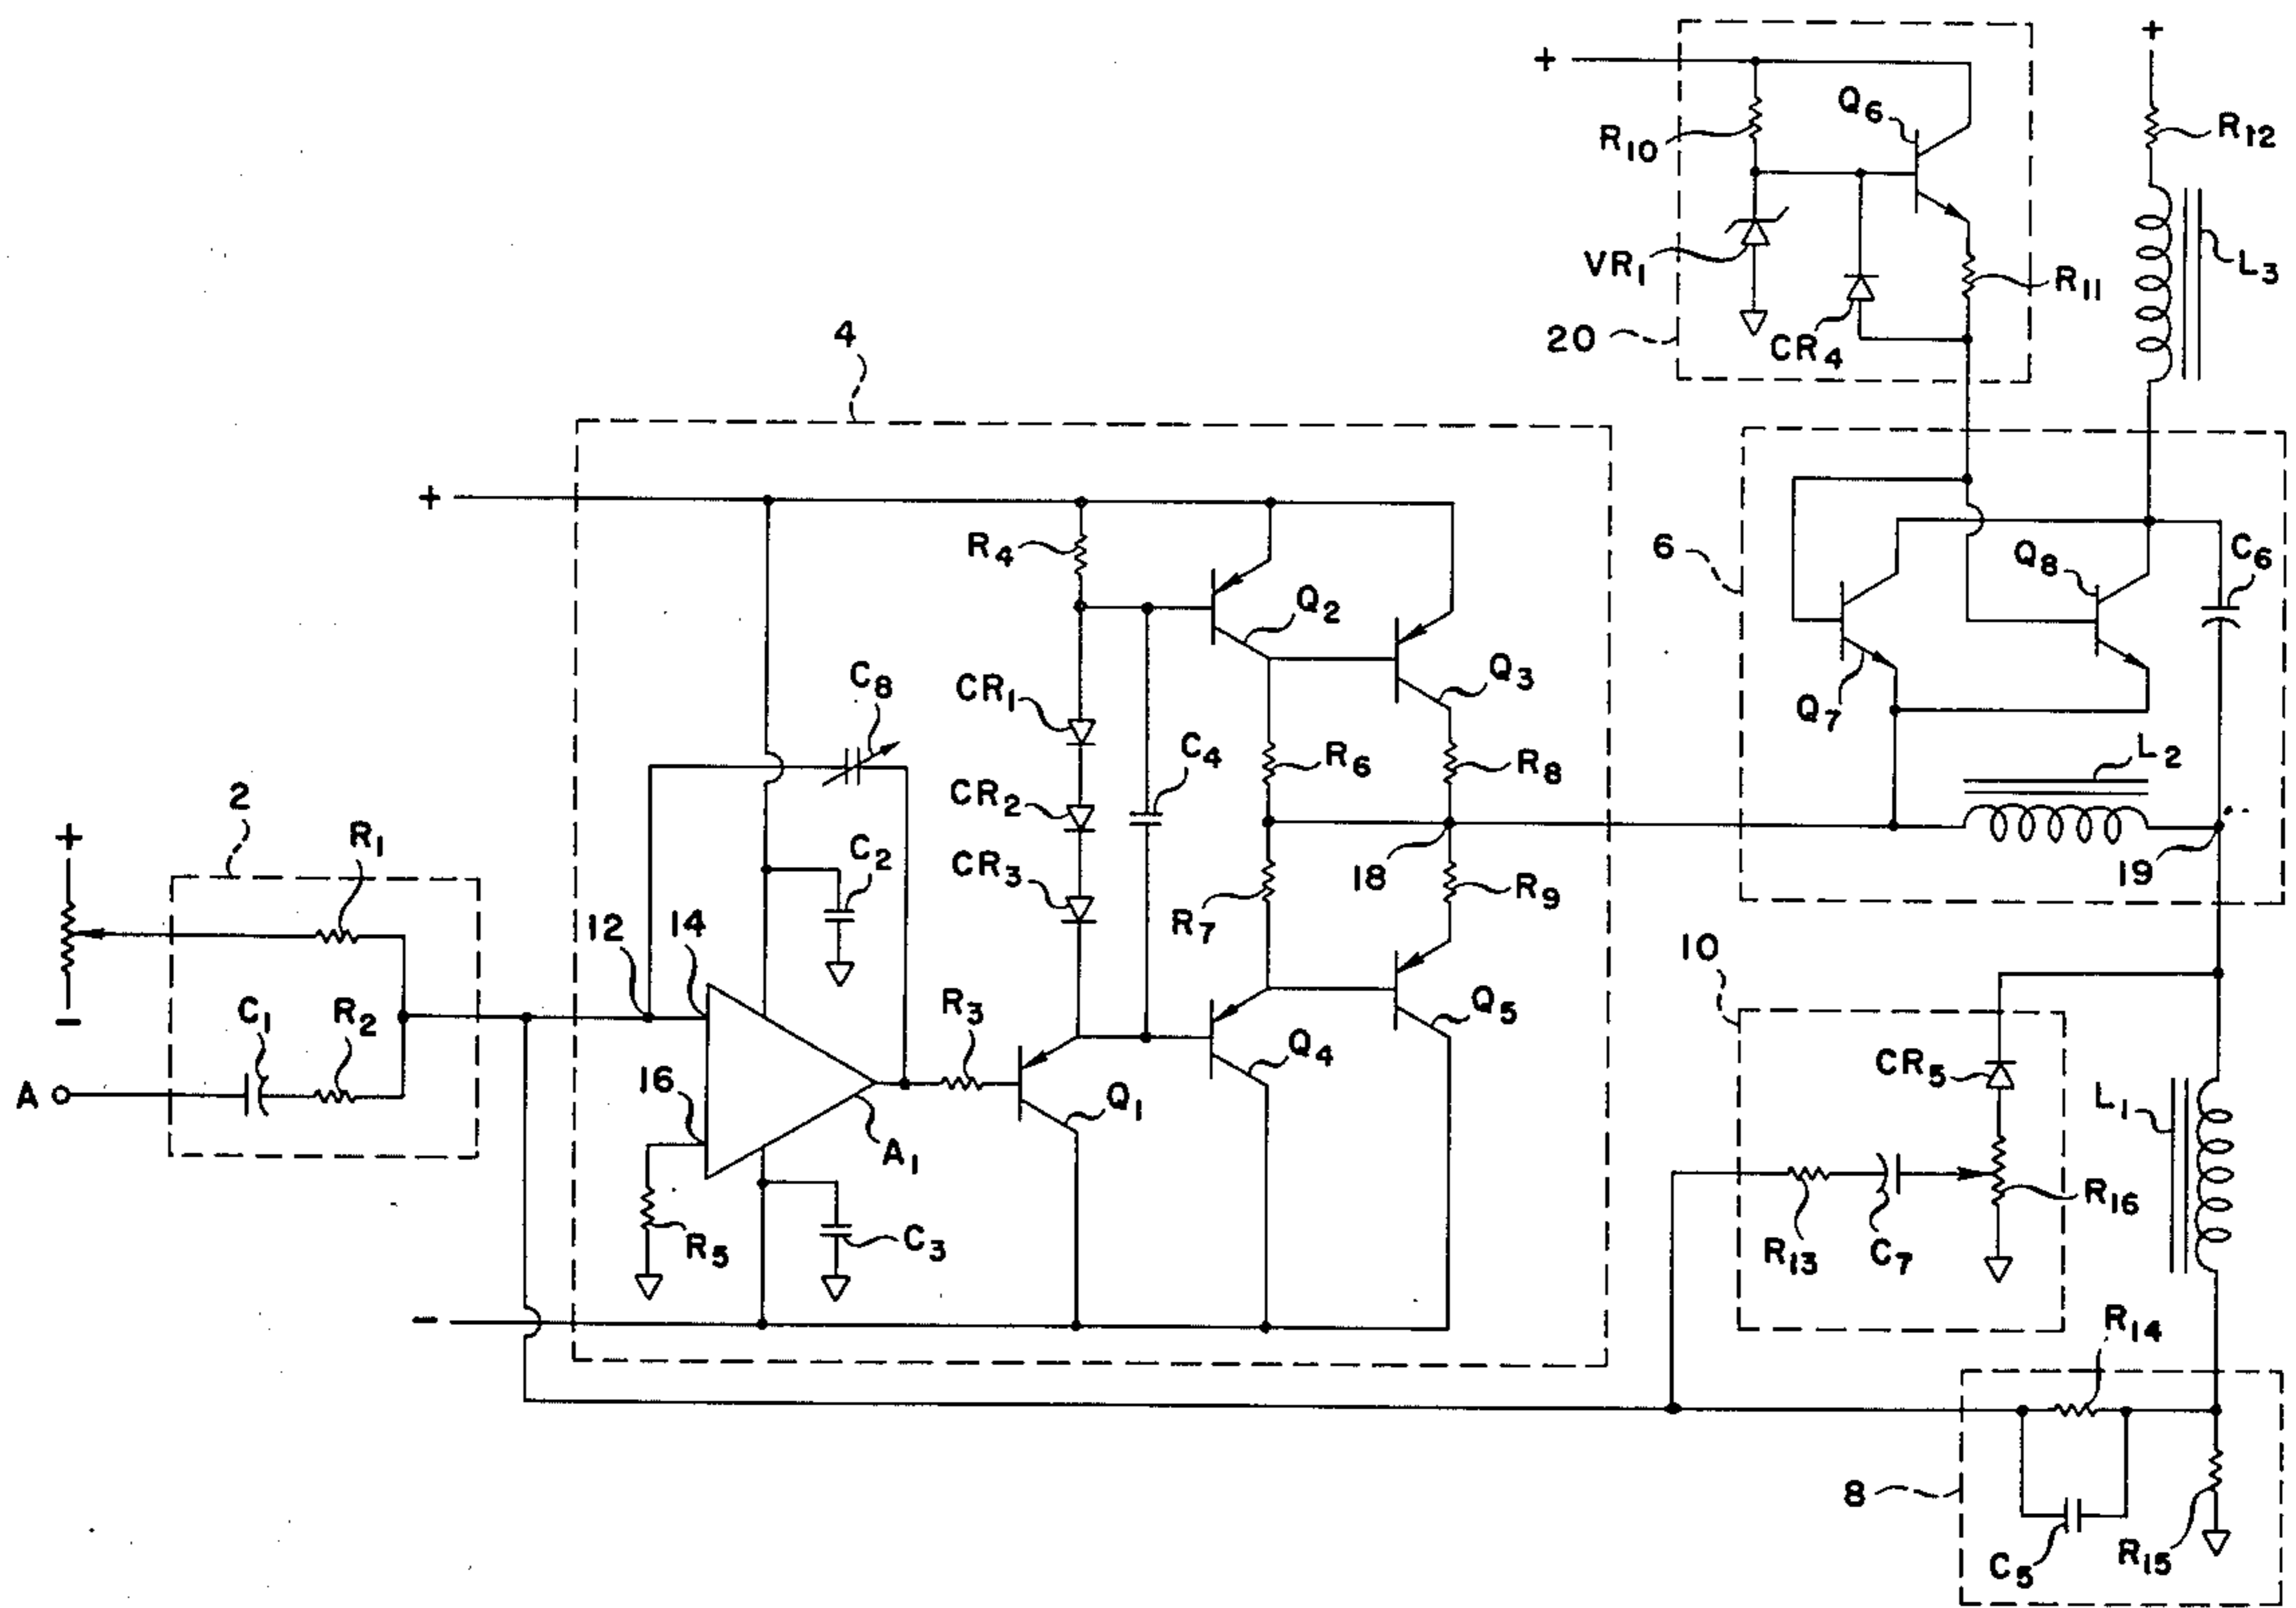 +
+
Q6
R10
R12
VR1
R11
L3
20
CR4
4
+
R4
6
Q8
C6
Q2
C8
CR1
Q3
Q7
C4
R6
R8
L2
CR2
2
+
R1
C2
CR3
18
R9
19
R7
12
14
10
C1
R2
R3
Q5
−
Q4
CR5
16
A
Q1
L1
A1
R16
R5
C3
R13
C7
−
R14
8
C5
R15